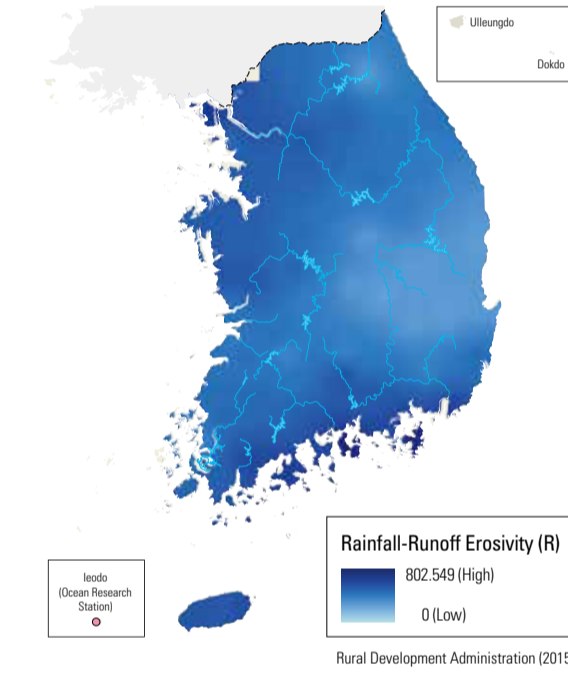 Ulleungdo
Dokdo
Rainfall-Runoff Erosivity (R)
802.549 (High)
0 (Low)
Ieodo
(Ocean Research
Station)
Rural Development Administration (2015